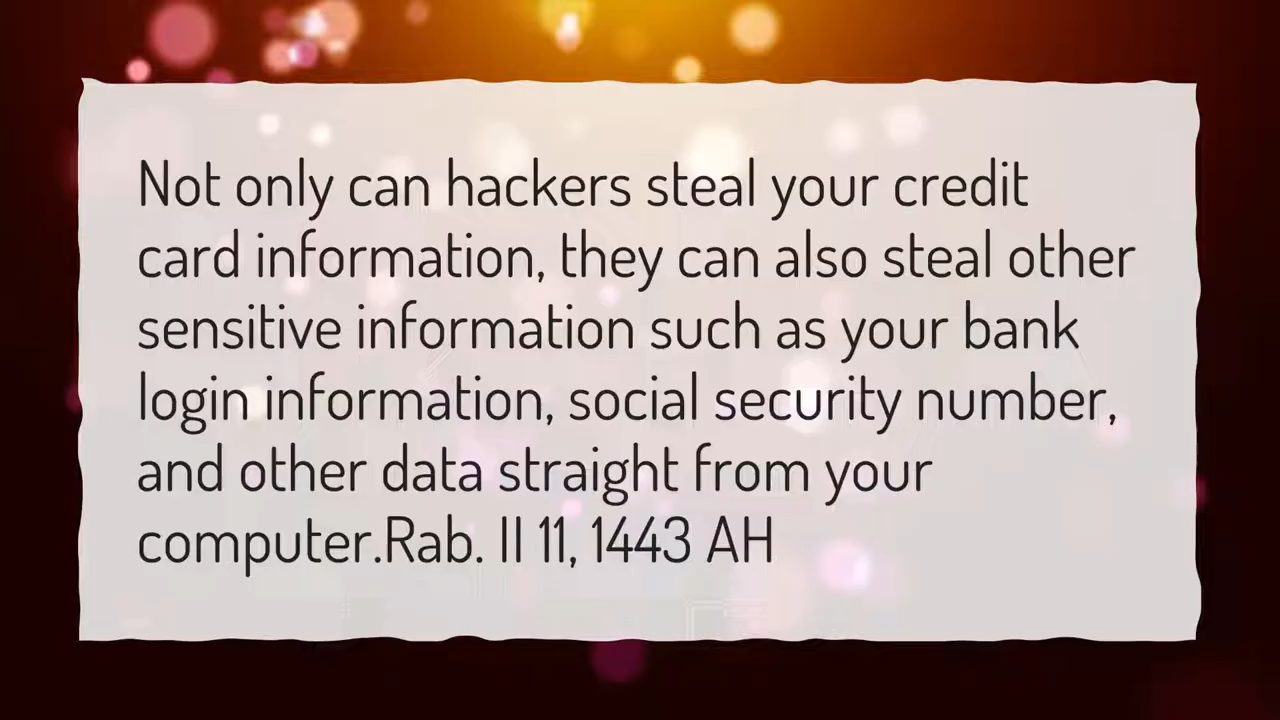 Not only can hackers steal your credit
card information, they can also steal other
sensitive information such as your bank
login information, social security number,
and other data straight from your
computer.Rab. II 11, 1443 AH